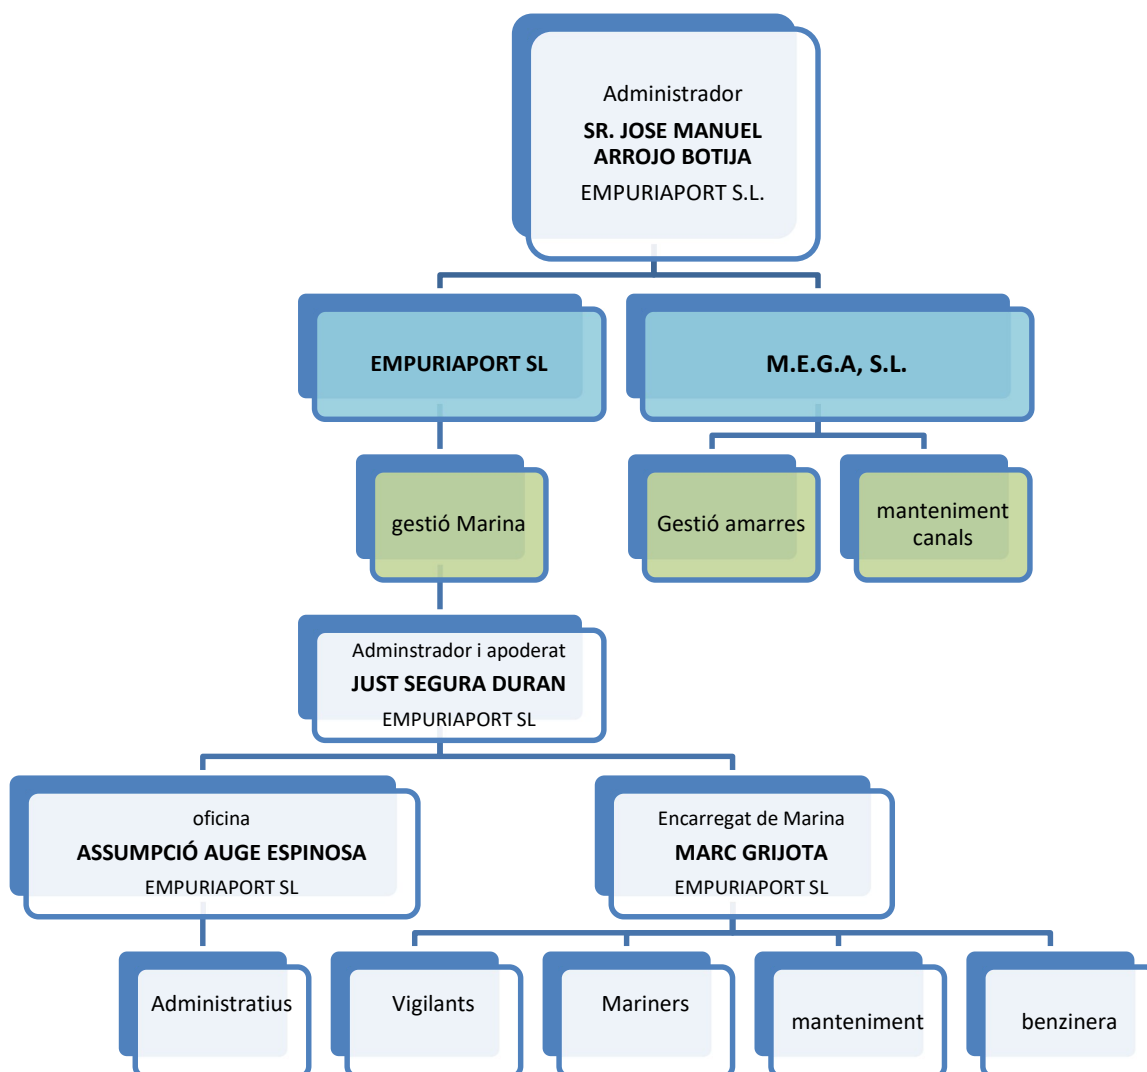 Administrador
SR. JOSE MANUEL
ARROJO BOTIJA
EMPURIAPORT S.L.
EMPURIAPORT SL
M.E.G.A, S.L.
gestió Marina
Gestió amarres
manteniment
canals
Adminstrador i apoderat
JUST SEGURA DURAN
EMPURIAPORT SL
oficina
ASSUMPCIÓ AUGE ESPINOSA
EMPURIAPORT SL
Encarregat de Marina
MARC GRIJOTA
EMPURIAPORT SL
Administratius
Vigilants
Mariners
manteniment
benzinera